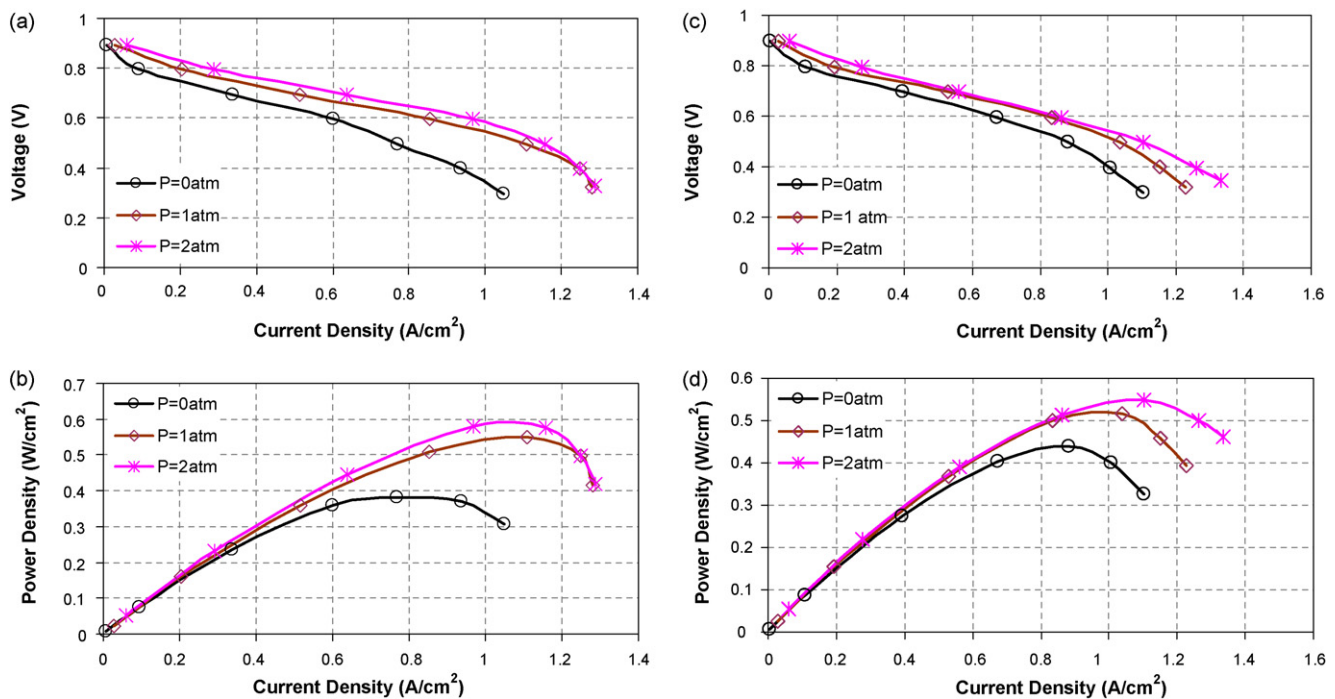 (a)
1
0.8
0.6
0.4
0.2
0
Voltage (V)
P=0atm
P=1atm
P=2atm
0 0.2 0.4 0.6 0.8 1 1.2 1.4
Current Density (A/cm²)
(c)
1
0.8
0.6
0.4
0.2
0
Voltage (V)
P=0atm
P=1 atm
P=2atm
0 0.2 0.4 0.6 0.8 1 1.2 1.4 1.6
Current Density (A/cm²)
(b)
0.7
0.6
0.5
0.4
0.3
0.2
0.1
0
Power Density (W/cm²)
P=0atm
P=1atm
P=2atm
0 0.2 0.4 0.6 0.8 1 1.2 1.4
Current Density (A/cm²)
(d)
0.6
0.5
0.4
0.3
0.2
0.1
0
Power Density (W/cm²)
P=0atm
P=1atm
P=2atm
0 0.2 0.4 0.6 0.8 1 1.2 1.4 1.6
Current Density (A/cm²)